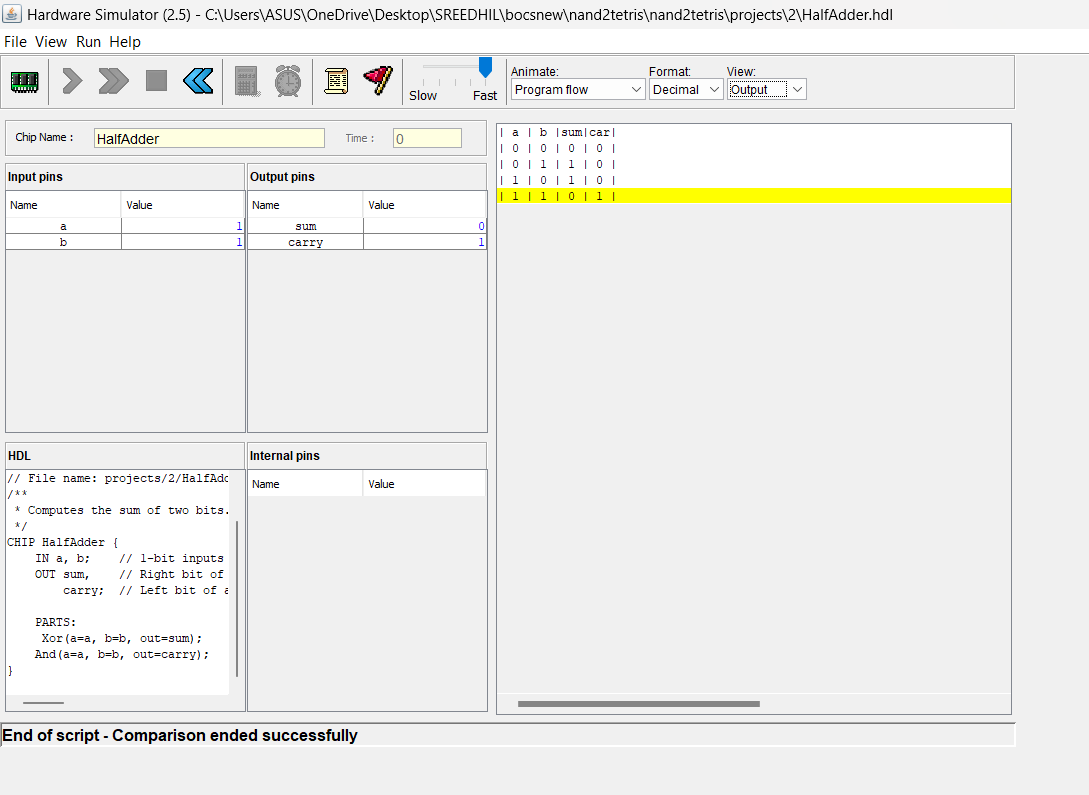 Hardware Simulator (2.5) - C:\Users\ASUS\OneDrive\Desktop\SREEDHIL\bocsnew\nand2tetris\nand2tetris\projects\2\HalfAdder.hdl
File View Run Help
Slow Fast
Animate: Format: View:
Program flow Decimal Output
Chip Name : HalfAdder Time : 0
Input pins
Name Value
a 1
b 1
Output pins
Name Value
sum 0
carry 1
| a | b |sum|car|
| 0 | 0 | 0 | 0 |
| 0 | 1 | 1 | 0 |
| 1 | 0 | 1 | 0 |
| 1 | 1 | 0 | 1 |
HDL
// File name: projects/2/HalfAdd
/**
 * Computes the sum of two bits.
 */
CHIP HalfAdder {
    IN a, b;    // 1-bit inputs
    OUT sum,    // Right bit of
        carry;  // Left bit of a
    PARTS:
     Xor(a=a, b=b, out=sum);
    And(a=a, b=b, out=carry);
}
Internal pins
Name Value
End of script - Comparison ended successfully